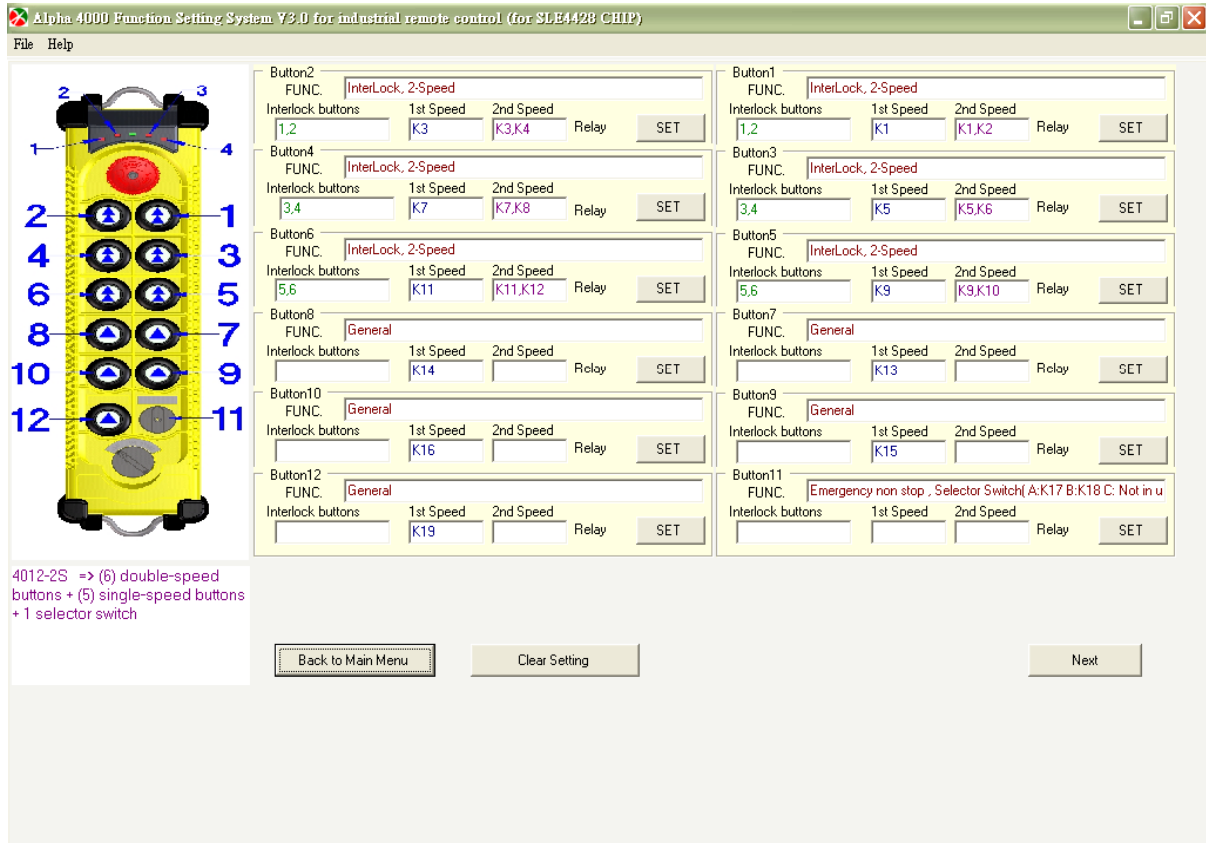 Alpha 4000 Function Setting System V3.0 for industrial remote control (for SLE4428 CHIP)
File Help
2 3
1 4
2 1
4 3
6 5
8 7
10 9
12 11
4012-2S => (6) double-speed
buttons + (5) single-speed buttons
+ 1 selector switch
Button2
FUNC. InterLock, 2-Speed
Interlock buttons 1st Speed 2nd Speed
1,2 K3 K3,K4 Relay SET
Button1
FUNC. InterLock, 2-Speed
Interlock buttons 1st Speed 2nd Speed
1,2 K1 K1,K2 Relay SET
Button4
FUNC. InterLock, 2-Speed
Interlock buttons 1st Speed 2nd Speed
3,4 K7 K7,K8 Relay SET
Button3
FUNC. InterLock, 2-Speed
Interlock buttons 1st Speed 2nd Speed
3,4 K5 K5,K6 Relay SET
Button6
FUNC. InterLock, 2-Speed
Interlock buttons 1st Speed 2nd Speed
5,6 K11 K11,K12 Relay SET
Button5
FUNC. InterLock, 2-Speed
Interlock buttons 1st Speed 2nd Speed
5,6 K9 K9,K10 Relay SET
Button8
FUNC. General
Interlock buttons 1st Speed 2nd Speed
K14 Relay SET
Button7
FUNC. General
Interlock buttons 1st Speed 2nd Speed
K13 Relay SET
Button10
FUNC. General
Interlock buttons 1st Speed 2nd Speed
K16 Relay SET
Button9
FUNC. General
Interlock buttons 1st Speed 2nd Speed
K15 Relay SET
Button12
FUNC. General
Interlock buttons 1st Speed 2nd Speed
K19 Relay SET
Button11
FUNC. Emergency non stop , Selector Switch( A:K17 B:K18 C: Not in u
Interlock buttons 1st Speed 2nd Speed
Relay SET
Back to Main Menu Clear Setting Next